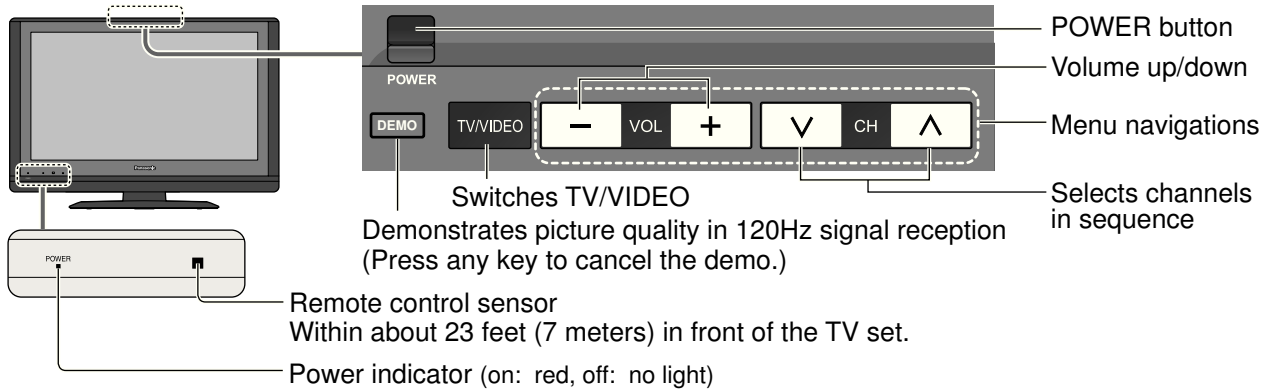 POWER button
POWER
Volume up/down
DEMO TV/VIDEO − VOL + ∨ CH ∧
Menu navigations
Switches TV/VIDEO
Selects channels
in sequence
Demonstrates picture quality in 120Hz signal reception
(Press any key to cancel the demo.)
Panasonic
POWER
Remote control sensor
Within about 23 feet (7 meters) in front of the TV set.
Power indicator (on: red, off: no light)